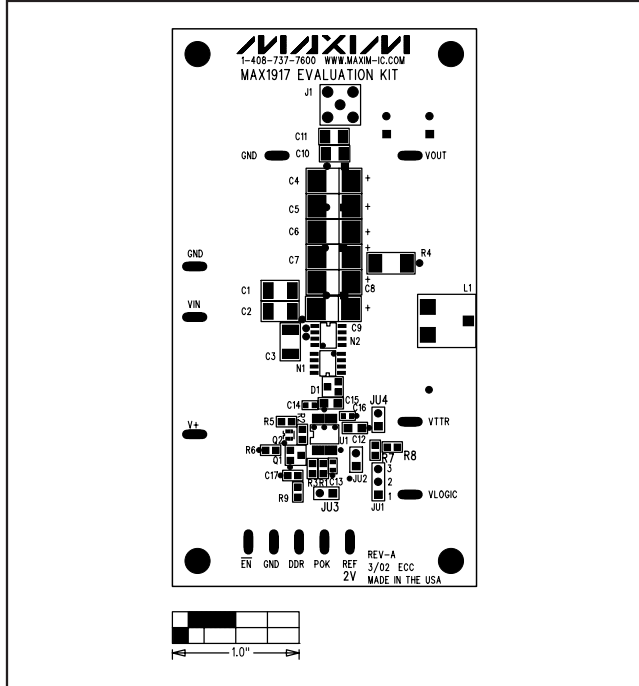 MAXIM
1-408-737-7600 WWW.MAXIM-IC.COM
MAX1917 EVALUATION KIT
J1
C11
GND C10 VOUT
C4 +
C5 +
C6 +
GND
C7 + R4
+
C8
C1
VIN L1
C2 +
C9
N2
C3
N1
D1
C14 C15
C16 JU4
R5 VTTR
V+ R2
C12
Q2 U1
R6 R7 R8
Q1
JU2 3
C17 R3 R1 C13 2
R9 1 VLOGIC
JU3 JU1
EN GND DDR POK REF
2V
REV-A
3/02 ECC
MADE IN THE USA
1.0"